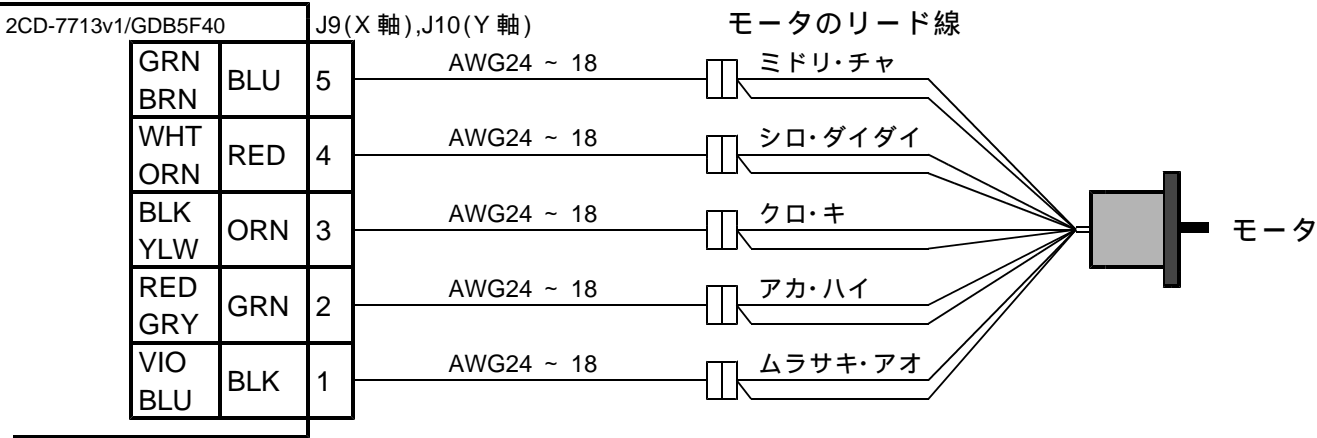 2CD-7713v1/GDB5F40 J9(X軸),J10(Y軸) モータのリード線
GRN
BRN
BLU 5 AWG24 ~ 18 ミドリ・チャ
WHT
ORN
RED 4 AWG24 ~ 18 シロ・ダイダイ
BLK
YLW
ORN 3 AWG24 ~ 18 クロ・キ
モータ
RED
GRY
GRN 2 AWG24 ~ 18 アカ・ハイ
VIO
BLU
BLK 1 AWG24 ~ 18 ムラサキ・アオ